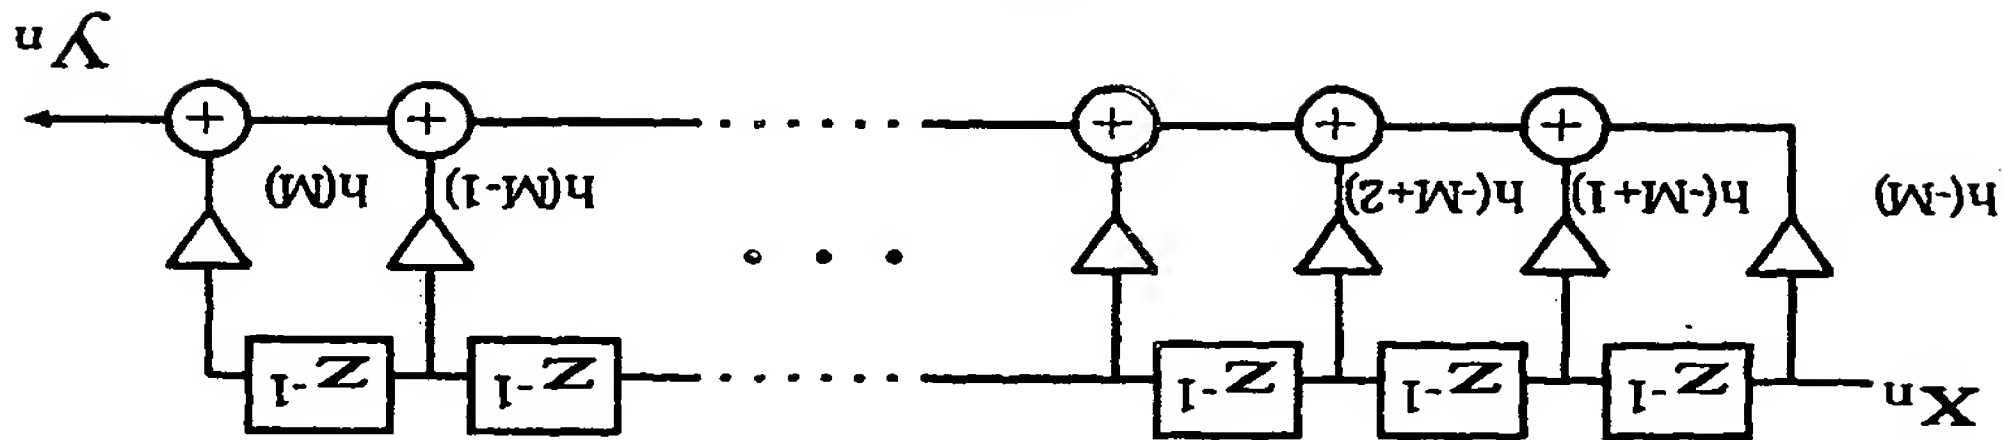 Xn Z-1 Z-1 Z-1 Z-1 Z-1
h(-M) h(-M+1) h(-M+2) h(M-1) h(M)
+ + + + +
yn